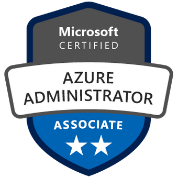 Microsoft
CERTIFIED
AZURE
ADMINISTRATOR
ASSOCIATE